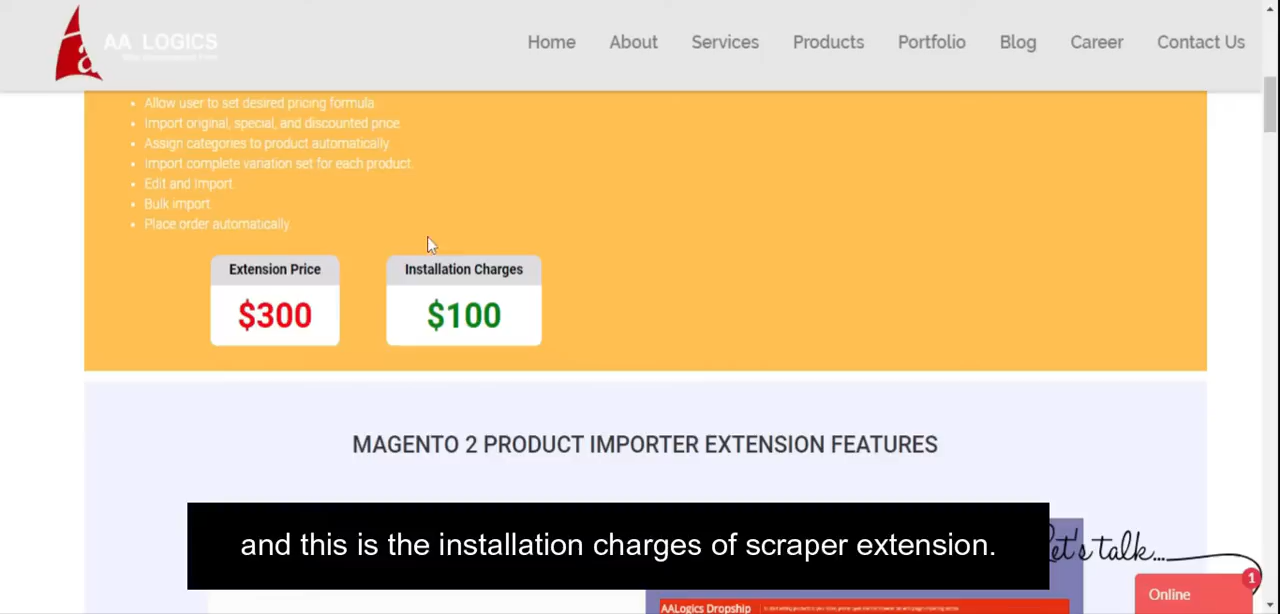 AA LOGICS
Home About Services Products Portfolio Blog Career Contact Us
Allow user to set desired pricing formula.
Import original, special, and discounted price.
Assign categories to product automatically.
Import complete variation set for each product.
Edit and Import.
Bulk import.
Place order automatically.
Extension Price Installation Charges
$300 $100
MAGENTO 2 PRODUCT IMPORTER EXTENSION FEATURES
and this is the installation charges of scraper extension.
Let's talk...
1
Online
AALogics Dropship